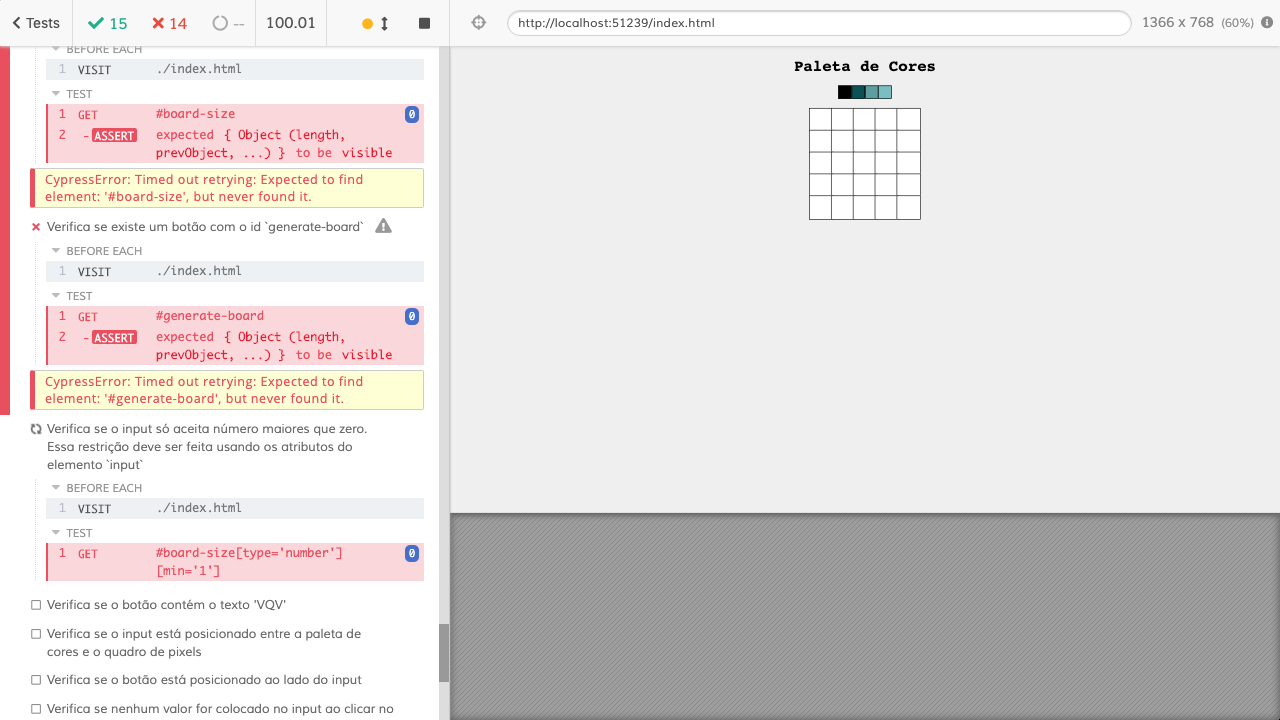 Tests
15
14
--
100.01
http://localhost:51239/index.html
1366 x 768 (60%)
BEFORE EACH
1 VISIT ./index.html
TEST
1 GET #board-size 0
2 -ASSERT expected { Object (length,
prevObject, ...) } to be visible
CypressError: Timed out retrying: Expected to find
element: '#board-size', but never found it.
Verifica se existe um botão com o id `generate-board`
BEFORE EACH
1 VISIT ./index.html
TEST
1 GET #generate-board 0
2 -ASSERT expected { Object (length,
prevObject, ...) } to be visible
CypressError: Timed out retrying: Expected to find
element: '#generate-board', but never found it.
Verifica se o input só aceita número maiores que zero.
Essa restrição deve ser feita usando os atributos do
elemento `input`
BEFORE EACH
1 VISIT ./index.html
TEST
1 GET #board-size[type='number'] 0
[min='1']
Verifica se o botão contém o texto 'VQV'
Verifica se o input está posicionado entre a paleta de
cores e o quadro de pixels
Verifica se o botão está posicionado ao lado do input
Verifica se nenhum valor for colocado no input ao clicar no
Paleta de Cores